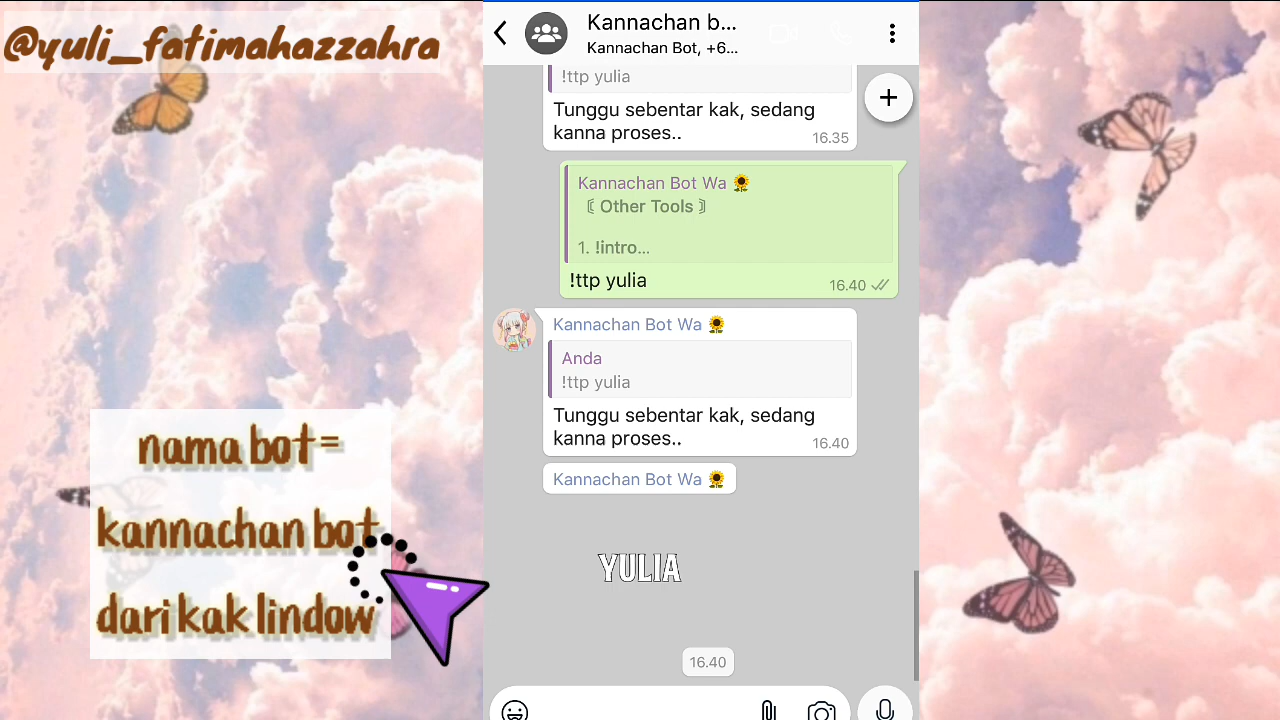 @yuli_fatimahazzahra
nama bot=
kannachan bot
dari kak lindow
Kannachan b...
Kannachan Bot, +6...
!ttp yulia
Tunggu sebentar kak, sedang
kanna proses..
16.35
Kannachan Bot Wa 🌻
〘 Other Tools 〙
1. !intro...
!ttp yulia
16.40
Kannachan Bot Wa 🌻
Anda
!ttp yulia
Tunggu sebentar kak, sedang
kanna proses..
16.40
Kannachan Bot Wa 🌻
YULIA
16.40